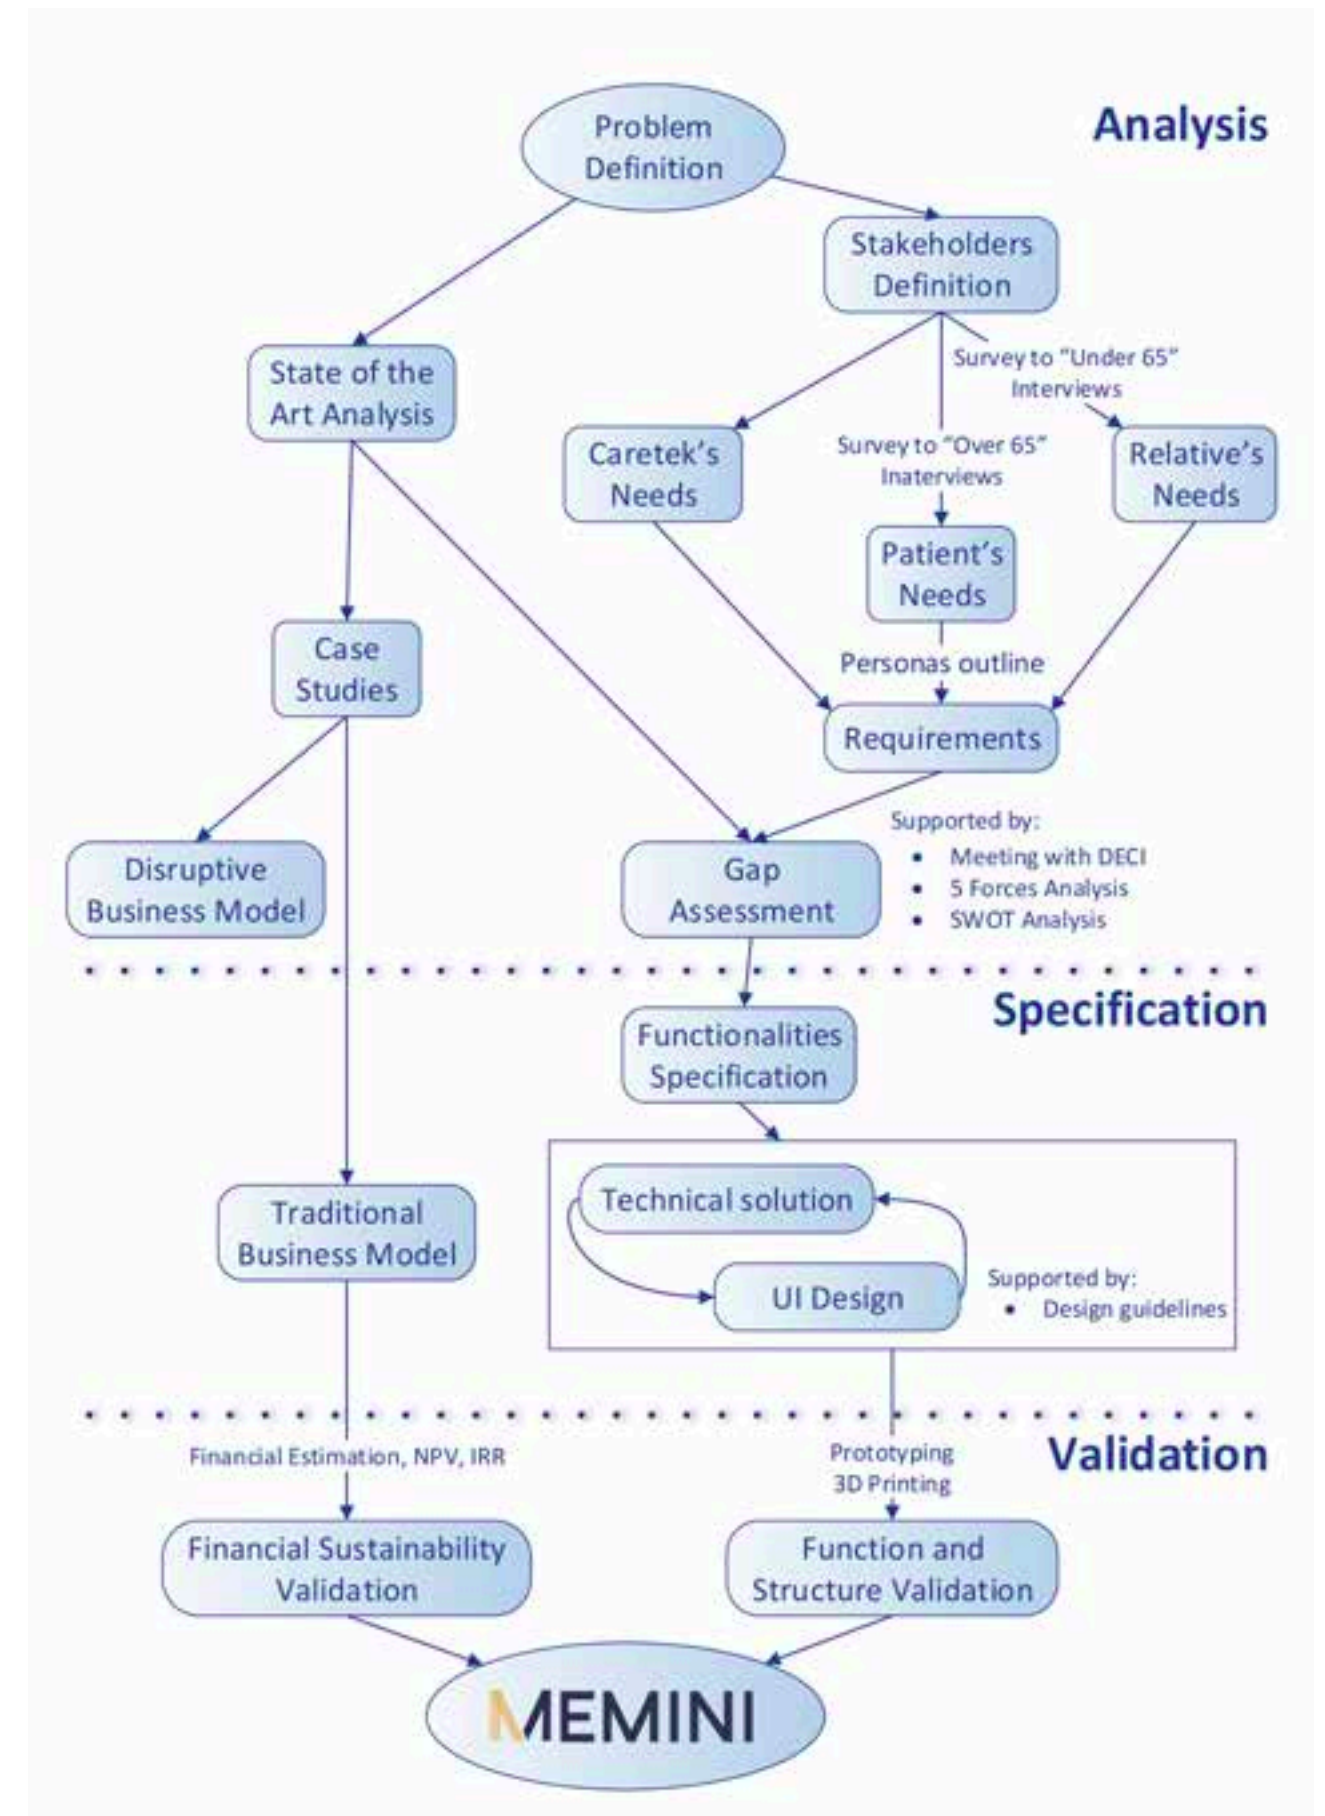 Analysis
Problem
Definition
Stakeholders
Definition
State of the
Art Analysis
Survey to “Under 65”
Interviews
Caretek’s
Needs
Survey to “Over 65”
Inaterviews
Relative’s
Needs
Patient’s
Needs
Case
Studies
Personas outline
Requirements
Disruptive
Business Model
Gap
Assessment
Supported by:
• Meeting with DECI
• 5 Forces Analysis
• SWOT Analysis
Specification
Functionalities
Specification
Technical solution
Traditional
Business Model
UI Design
Supported by:
• Design guidelines
Validation
Financial Estimation, NPV, IRR
Prototyping
3D Printing
Financial Sustainability
Validation
Function and
Structure Validation
MEMINI